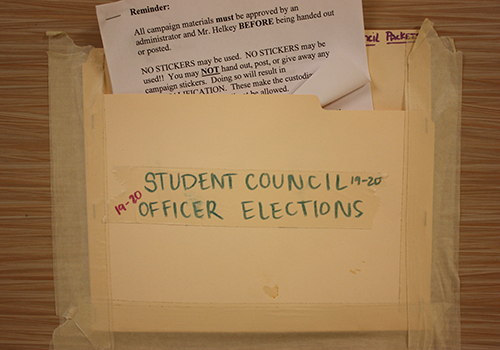 Reminder:
All campaign materials must be approved by an
administrator and Mr. Helkey BEFORE being handed out
or posted.
NO STICKERS may be used. NO STICKERS may be
used!! You may NOT hand out, post, or give away any
campaign stickers. Doing so will result in
These make the
be allowed.
PACKETS
STUDENT COUNCIL 19-20
19-20 OFFICER ELECTIONS